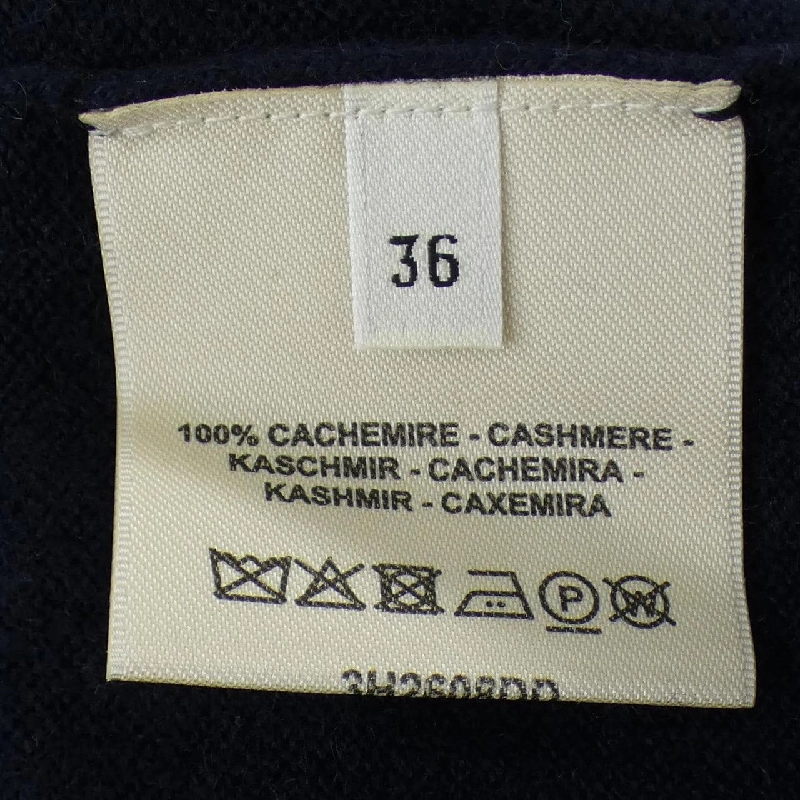 36
100% CACHEMIRE - CASHMERE -
KASCHMIR - CACHEMIRA -
KASHMIR - CAXEMIRA
P W